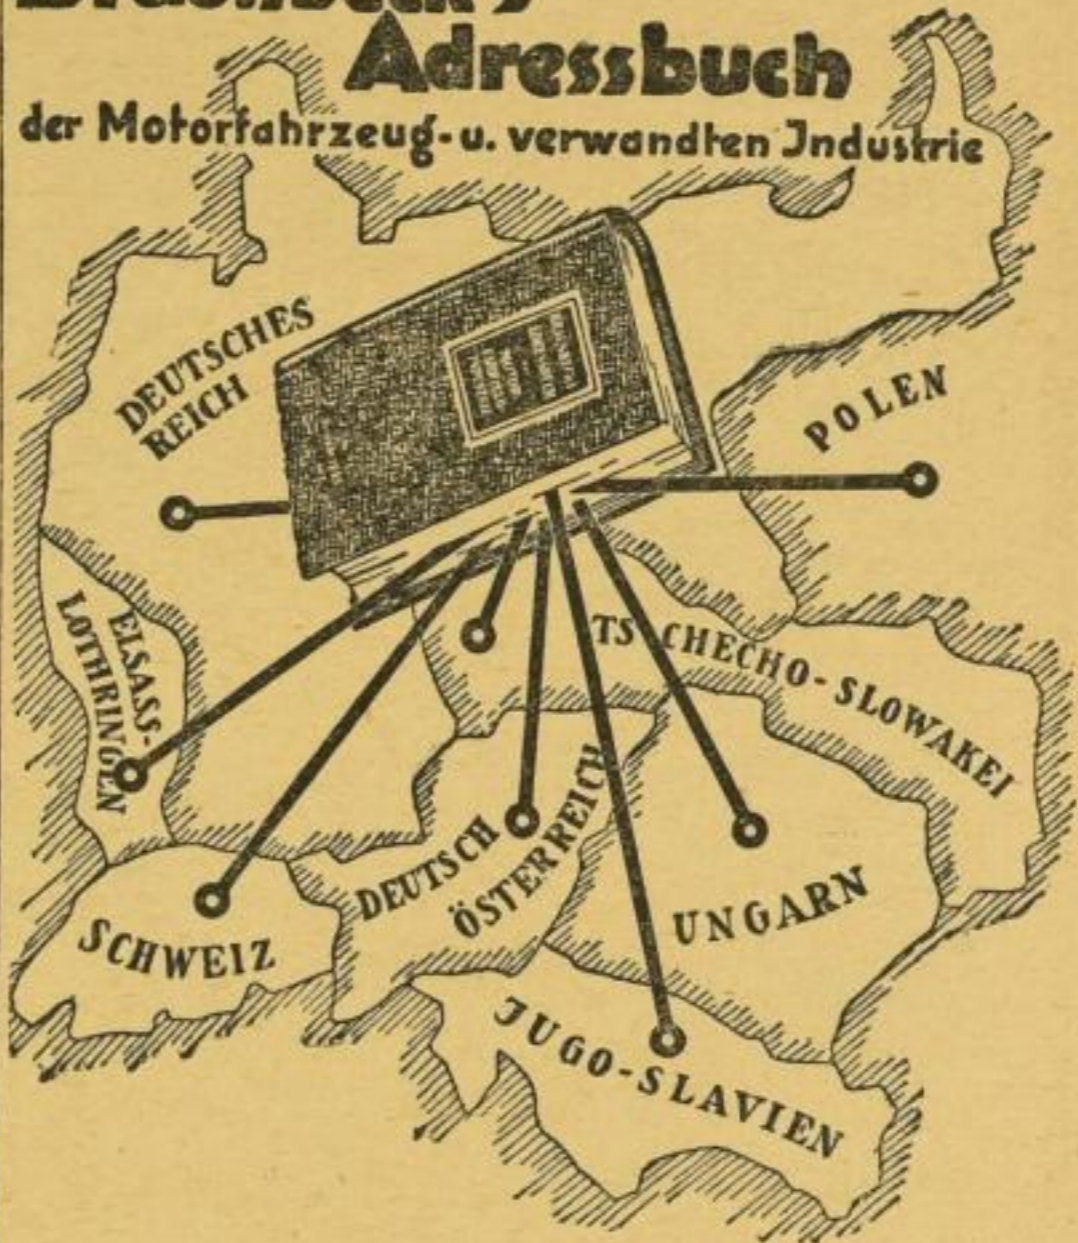 Adressbuch
der Motorfahrzeug- u. verwandten Industrie
DEUTSCHES
REICH
POLEN
ELSASS-
LOTHRINGEN
TSCHECHO-SLOWAKEI
DEUTSCH
ÖSTERREICH
UNGARN
SCHWEIZ
JUGO-SLAVIEN